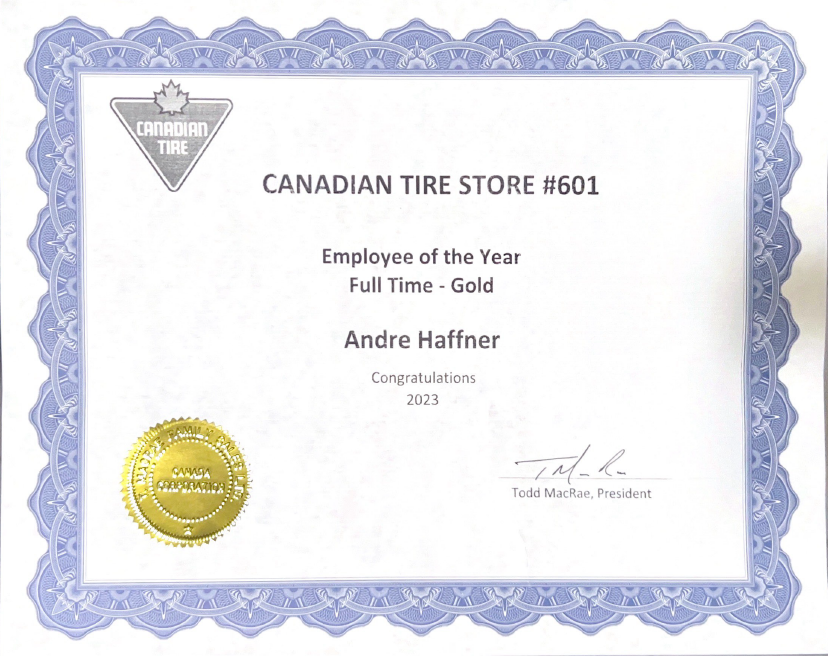 CANADIAN
TIRE
CANADIAN TIRE STORE #601
Employee of the Year
Full Time - Gold
Andre Haffner
Congratulations
2023
FAMILY
CANADA
CORPORATION
Todd MacRae, President